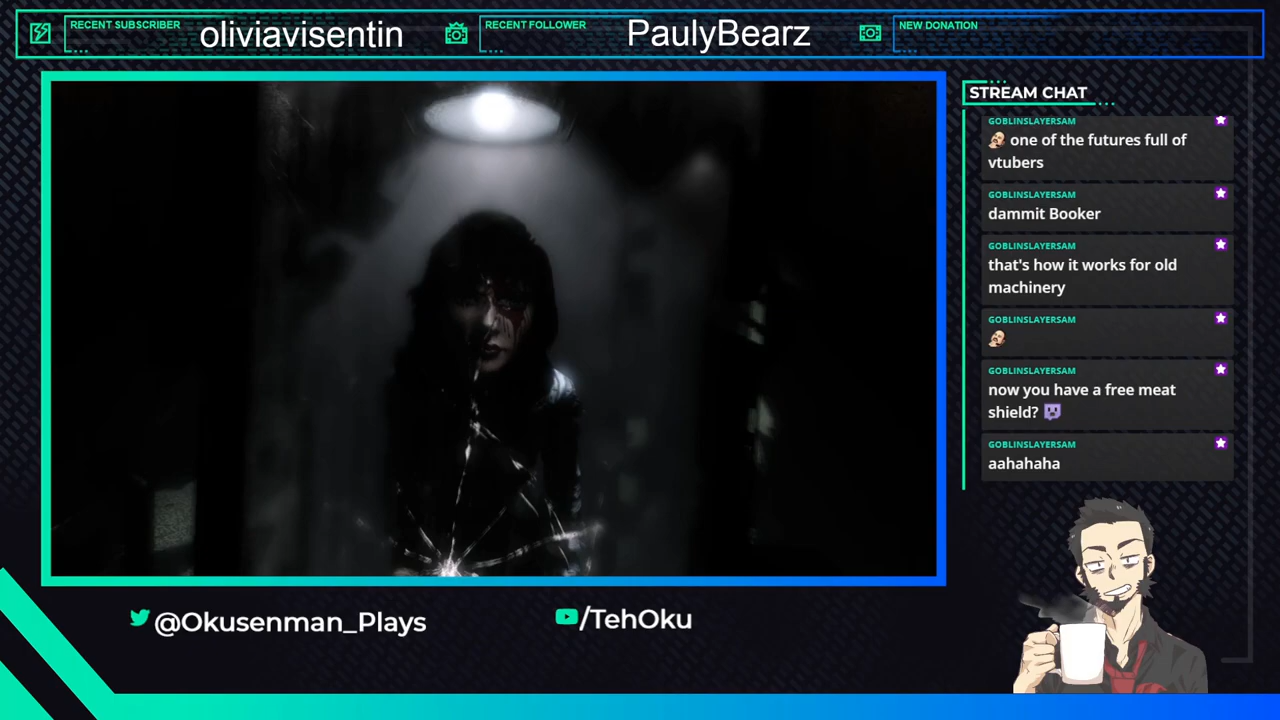 RECENT SUBSCRIBER
oliviavisentin
RECENT FOLLOWER
PaulyBearz
NEW DONATION
STREAM CHAT
GOBLINSLAYERSAM
one of the futures full of
vtubers
GOBLINSLAYERSAM
dammit Booker
GOBLINSLAYERSAM
that's how it works for old
machinery
GOBLINSLAYERSAM
GOBLINSLAYERSAM
now you have a free meat
shield?
GOBLINSLAYERSAM
aahahaha
@Okusenman_Plays
/TehOku